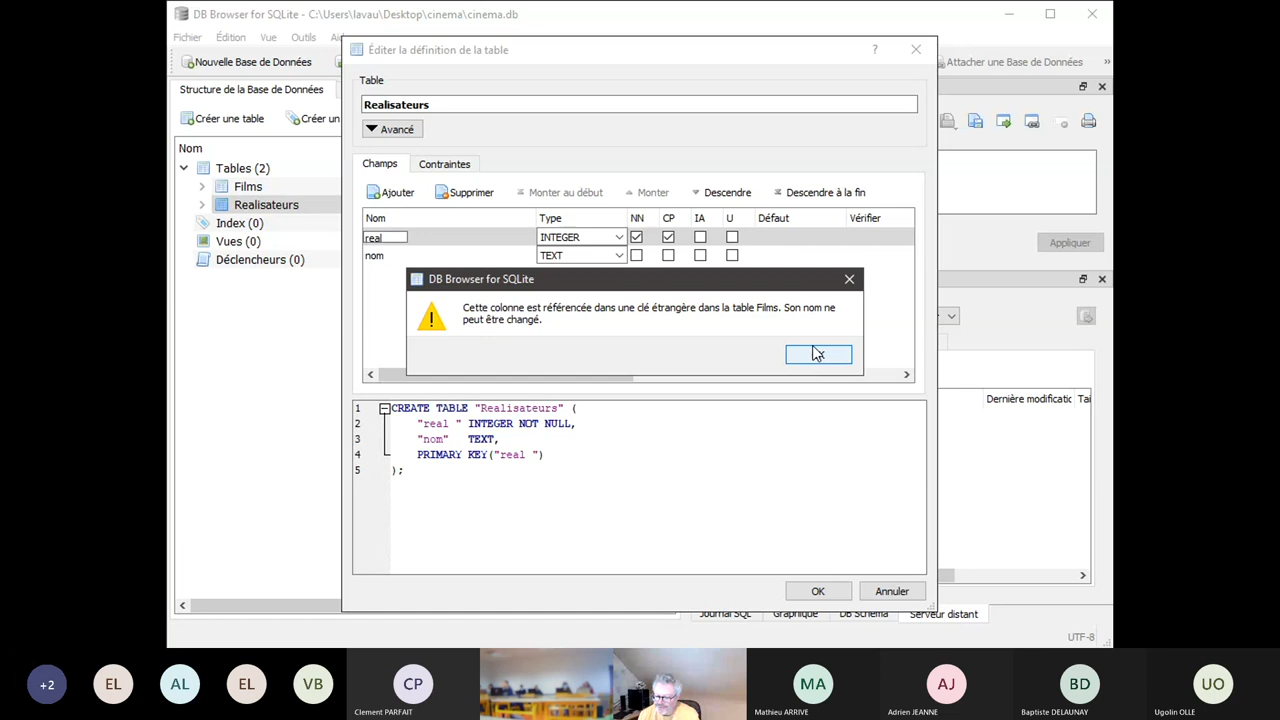 DB Browser for SQLite - C:\Users\lavau\Desktop\cinema\cinema.db
Fichier Édition Vue Outils
Nouvelle Base de Données
Attacher une Base de Données »
Structure de la Base de Données
Créer une table
Créer un
Nom
Tables (2)
Films
Realisateurs
Index (0)
Vues (0)
Déclencheurs (0)
Éditer la définition de la table
?
Table
Realisateurs
Avancé
Champs Contraintes
Ajouter Supprimer Monter au début Monter Descendre Descendre à la fin
Nom Type NN CP IA U Défaut Vérifier
real INTEGER
nom TEXT
DB Browser for SQLite
Cette colonne est référencée dans une clé étrangère dans la table Films. Son nom ne
peut être changé.
1 CREATE TABLE "Realisateurs" (
2 "real " INTEGER NOT NULL,
3 "nom" TEXT,
4 PRIMARY KEY("real ")
5 );
OK Annuler
Appliquer
Dernière modificatic Tai
Journal SQL Graphique DB Schema Serveur distant
UTF-8
+2 EL AL EL VB CP MA AJ BD UO
Clement PARFAIT Mathieu ARRIVE Adrien JEANNE Baptiste DELAUNAY Ugolin OLLE